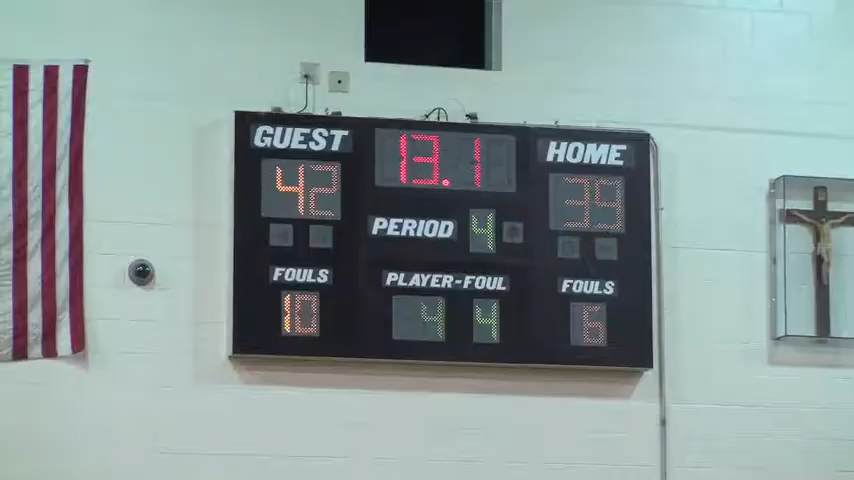 GUEST 13.1 HOME
42 39
PERIOD 4
FOULS PLAYER-FOUL FOULS
10 4 4 6